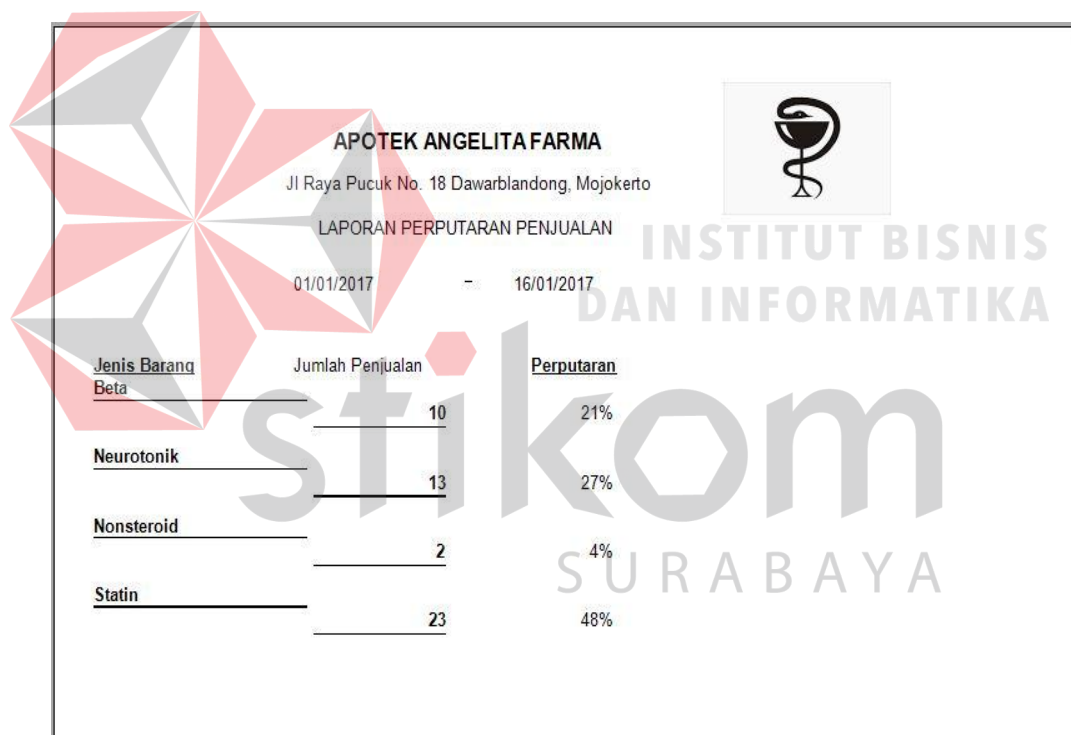 APOTEK ANGELITA FARMA
Jl Raya Pucuk No. 18 Dawarblandong, Mojokerto
LAPORAN PERPUTARAN PENJUALAN
INSTITUT BISNIS
01/01/2017 - 16/01/2017
DAN INFORMATIKA
Jenis Barang Jumlah Penjualan Perputaran
Beta
10 21%
stikom
Neurotonik
13 27%
Nonsteroid
2 4%
SURABAYA
Statin
23 48%